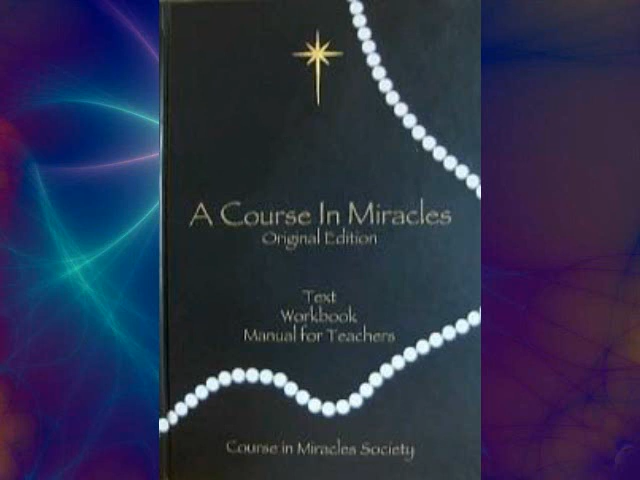 A Course In Miracles
Original Edition
Text
Workbook
Manual for Teachers
Course in Miracles Society